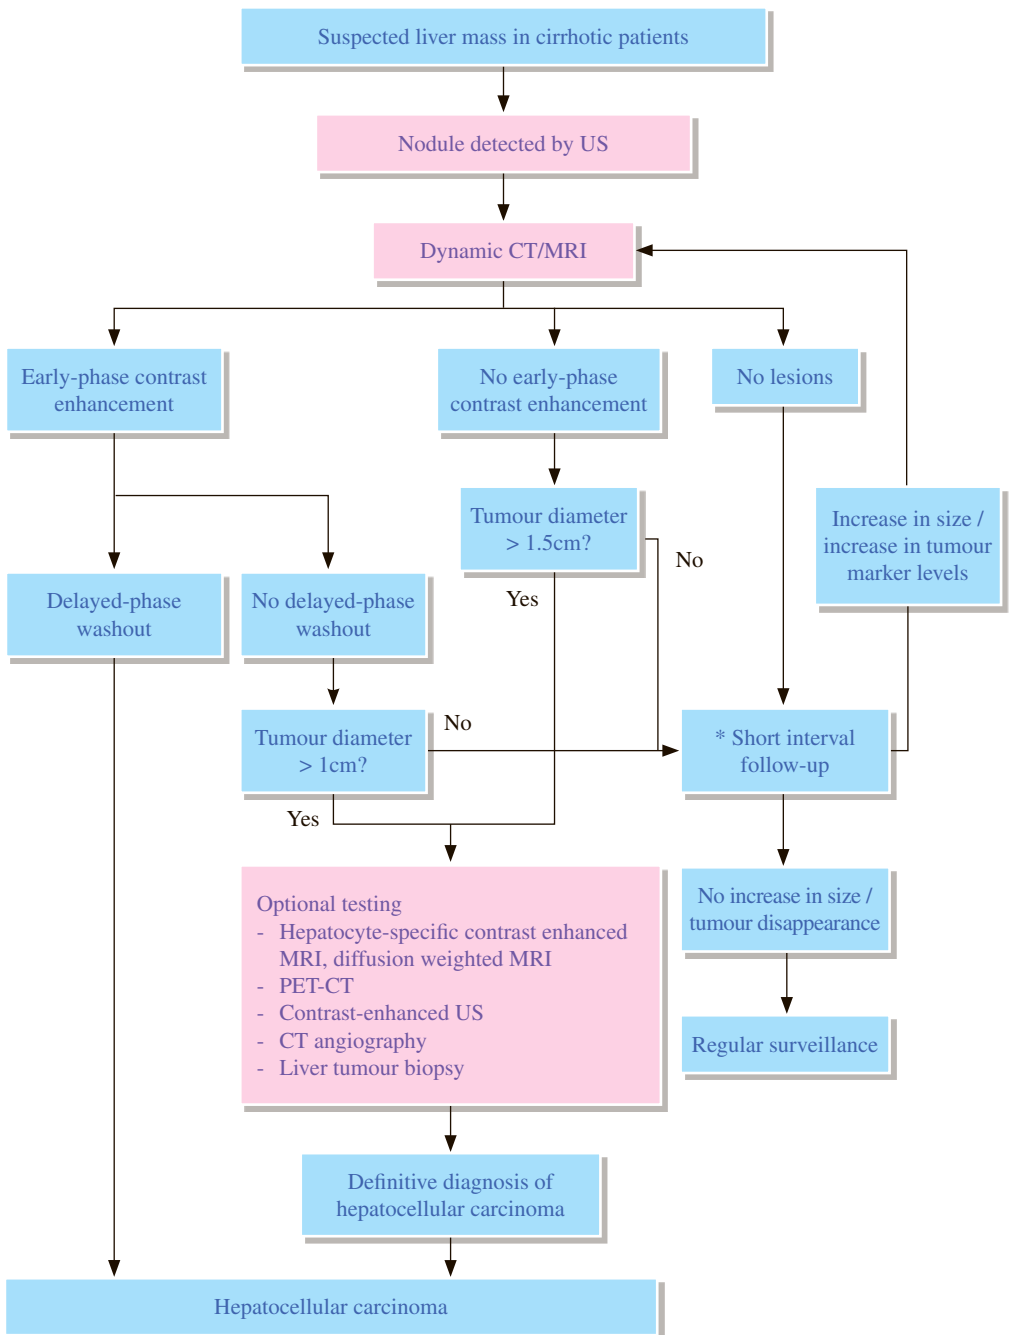 Suspected liver mass in cirrhotic patients
Nodule detected by US
Dynamic CT/MRI
Early-phase contrast
enhancement
No early-phase
contrast enhancement
No lesions
Tumour diameter
> 1.5cm?
No
Yes
Increase in size /
increase in tumour
marker levels
Delayed-phase
washout
No delayed-phase
washout
Tumour diameter
> 1cm?
No
Yes
* Short interval
follow-up
Optional testing
- Hepatocyte-specific contrast enhanced
MRI, diffusion weighted MRI
- PET-CT
- Contrast-enhanced US
- CT angiography
- Liver tumour biopsy
No increase in size /
tumour disappearance
Regular surveillance
Definitive diagnosis of
hepatocellular carcinoma
Hepatocellular carcinoma